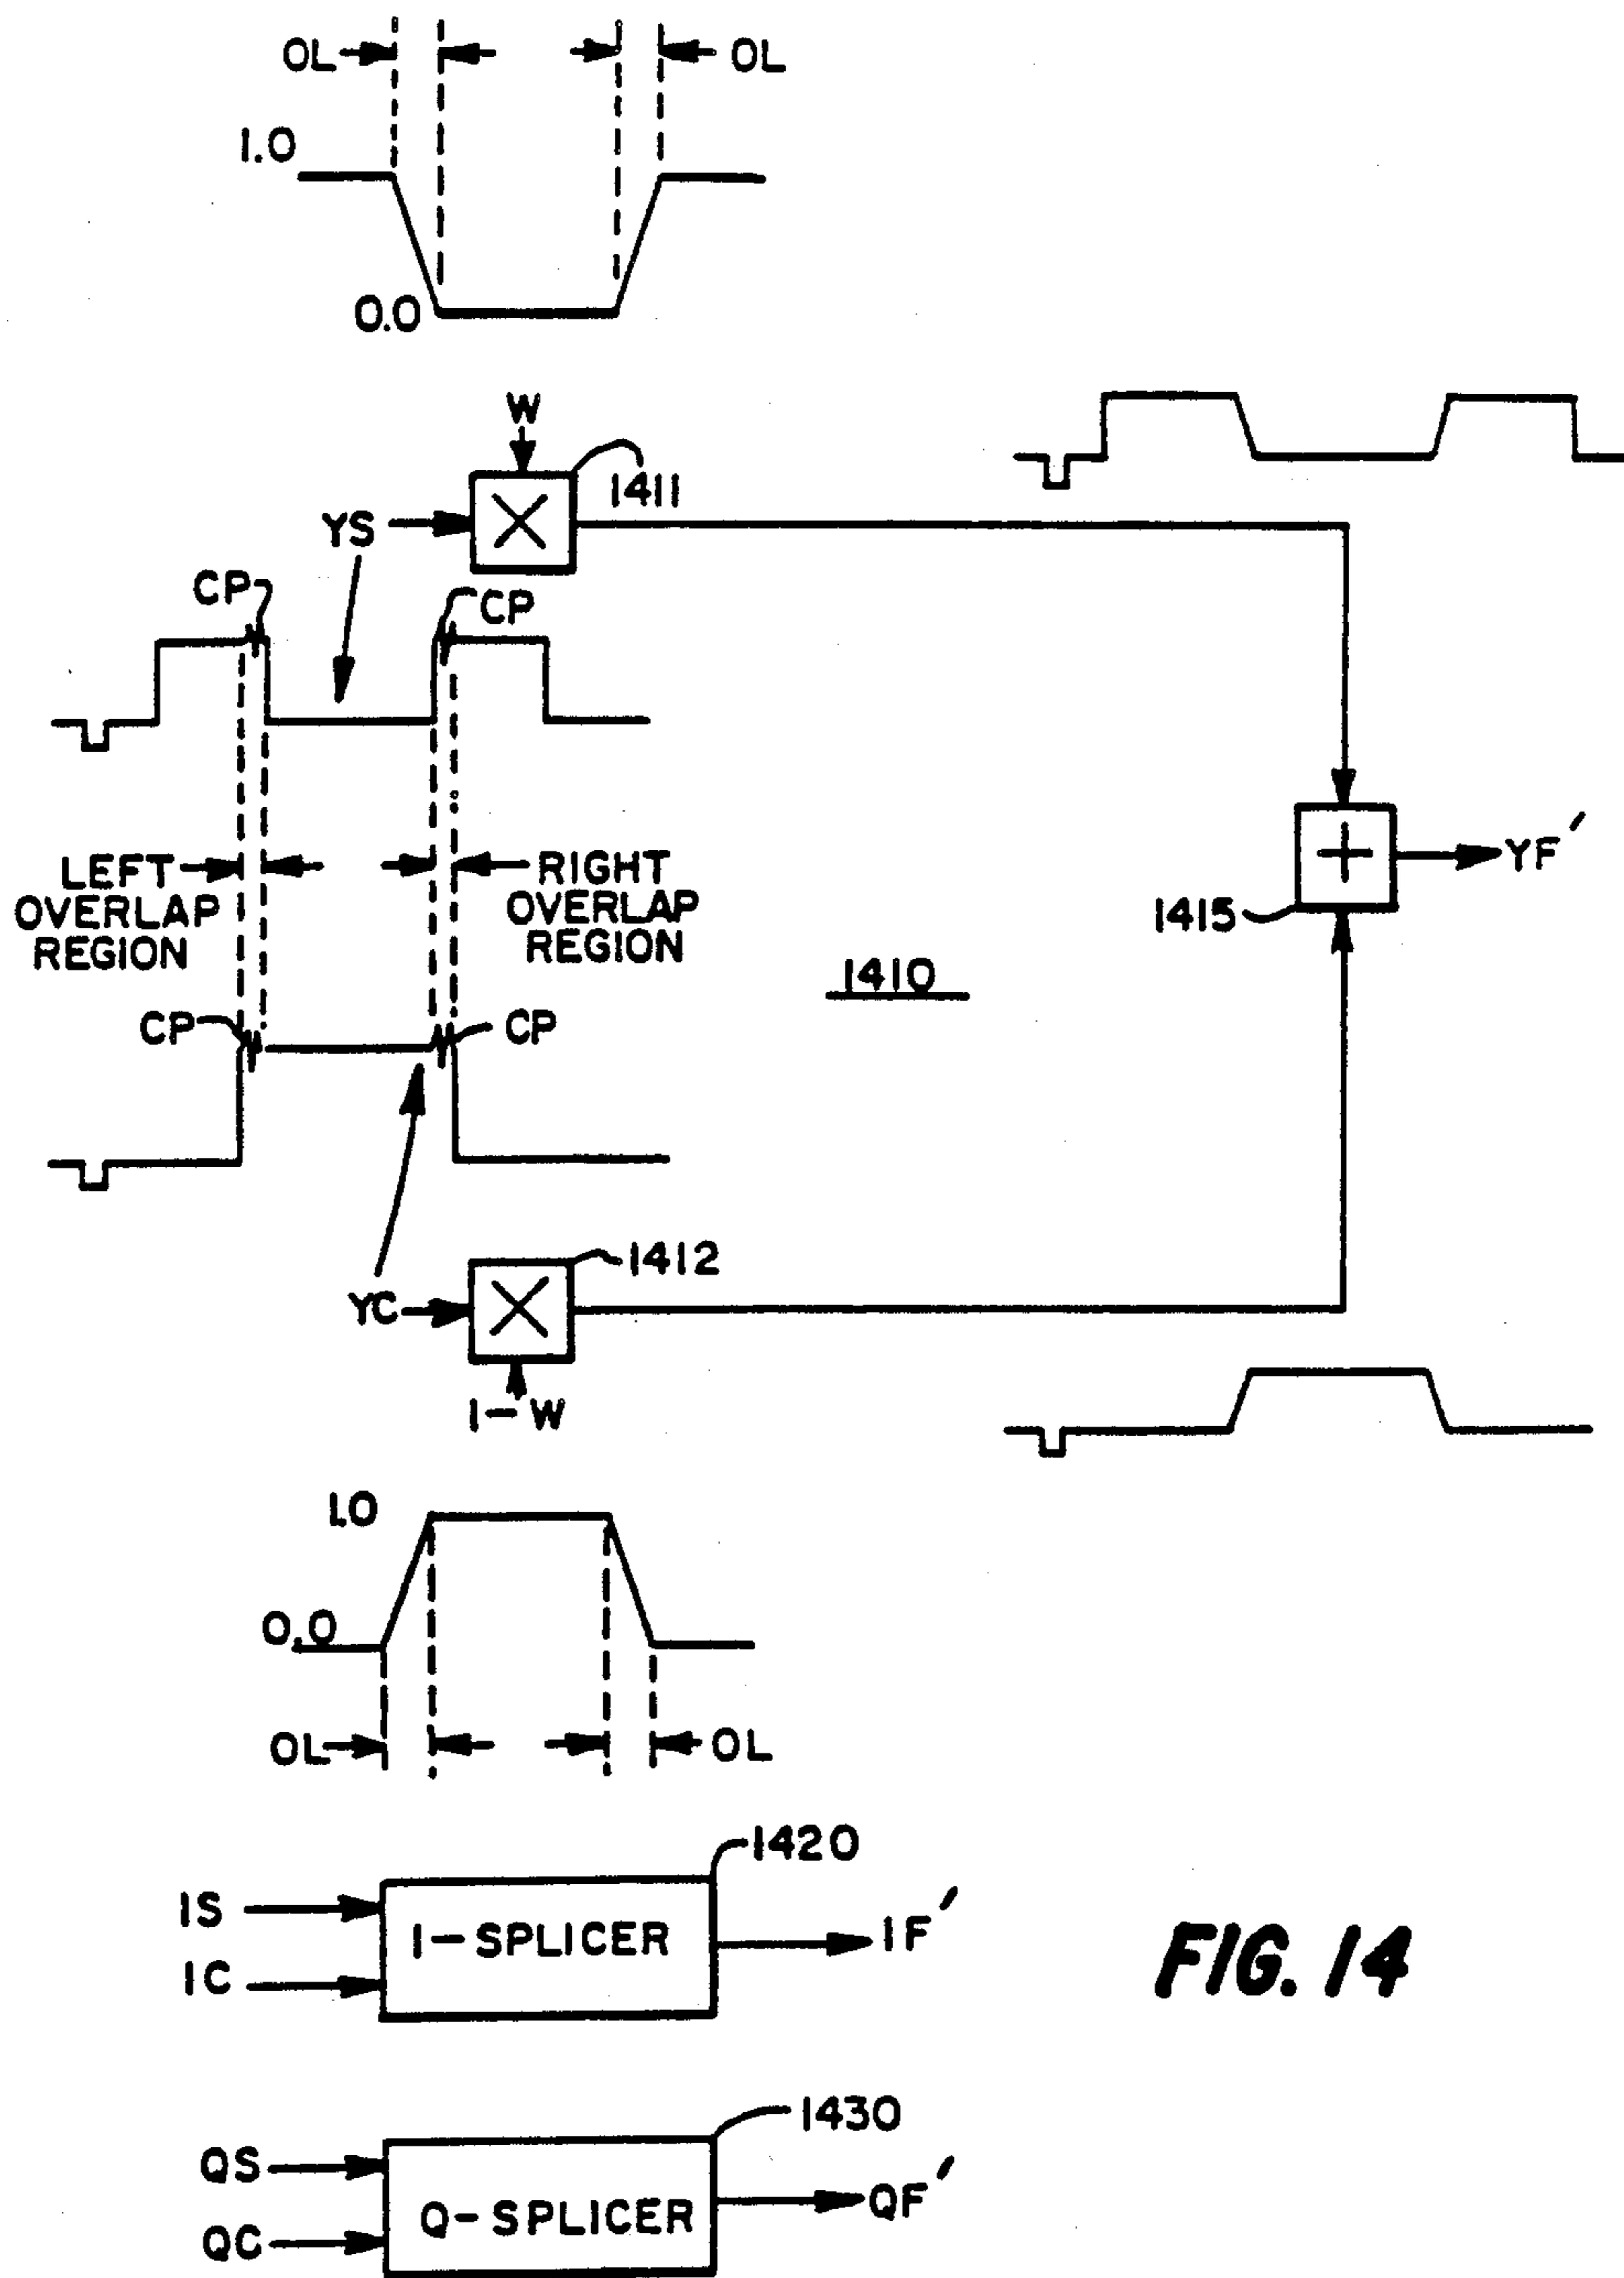 OL OL
1.0
0.0
W
1411
YS
CP CP
LEFT OVERLAP REGION
RIGHT OVERLAP REGION
+
YF'
1415
1410
CP CP
1412
YC
1-W
1.0
0.0
OL OL
1420
IS
I-SPLICER
IF'
IC
FIG. 14
1430
QS
Q-SPLICER
QF'
QC